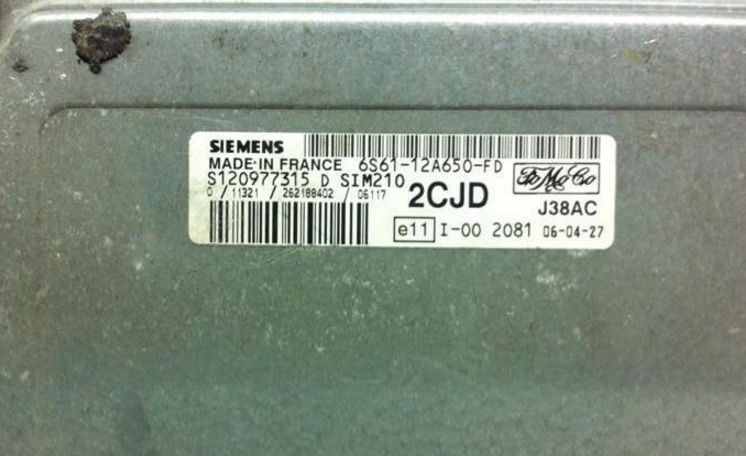 SIEMENS
MADE·IN FRANCE 6S61-12A650-FD
S120977315 D SIM210
0 / 11321 / 262188402 / 06117
2CJD
FoMoCo
J38AC
e11 I-00 2081 06-04-27